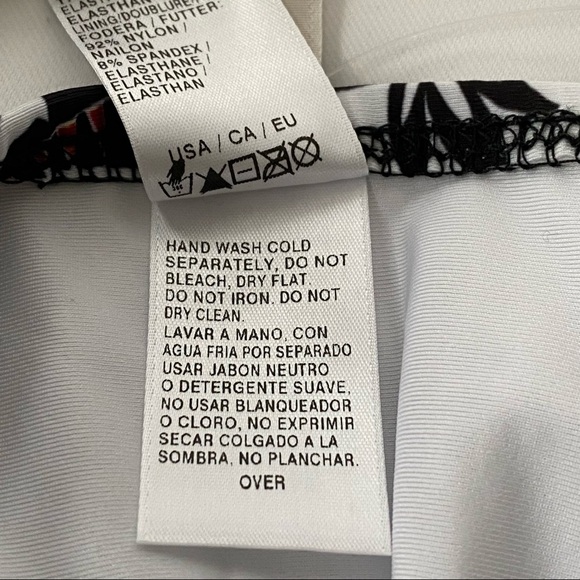 ELASTHAN
LINING/DOUBLURE/
FODERA / FUTTER:
92% NYLON /
NAILON
8% SPANDEX /
ELASTHANE /
ELASTANO /
ELASTHAN
USA / CA / EU
HAND WASH COLD
SEPARATELY, DO NOT
BLEACH, DRY FLAT.
DO NOT IRON. DO NOT
DRY CLEAN.
LAVAR A MANO, CON
AGUA FRIA POR SEPARADO
USAR JABON NEUTRO
O DETERGENTE SUAVE,
NO USAR BLANQUEADOR
O CLORO, NO EXPRIMIR
SECAR COLGADO A LA
SOMBRA, NO PLANCHAR.
OVER